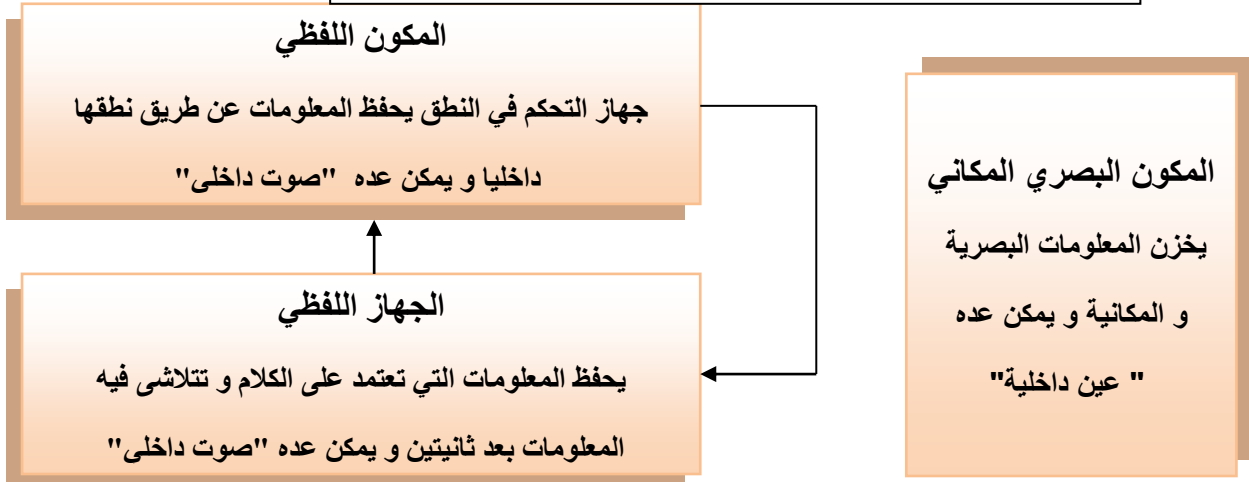 المكون اللفظي
جهاز التحكم في النطق يحفظ المعلومات عن طريق نطقها
داخليا و يمكن عده "صوت داخلى"
المكون البصري المكاني
يخزن المعلومات البصرية
و المكانية و يمكن عده
" عين داخلية"
الجهاز اللفظي
يحفظ المعلومات التي تعتمد على الكلام و تتلاشى فيه
المعلومات بعد ثانيتين و يمكن عده "صوت داخلى"